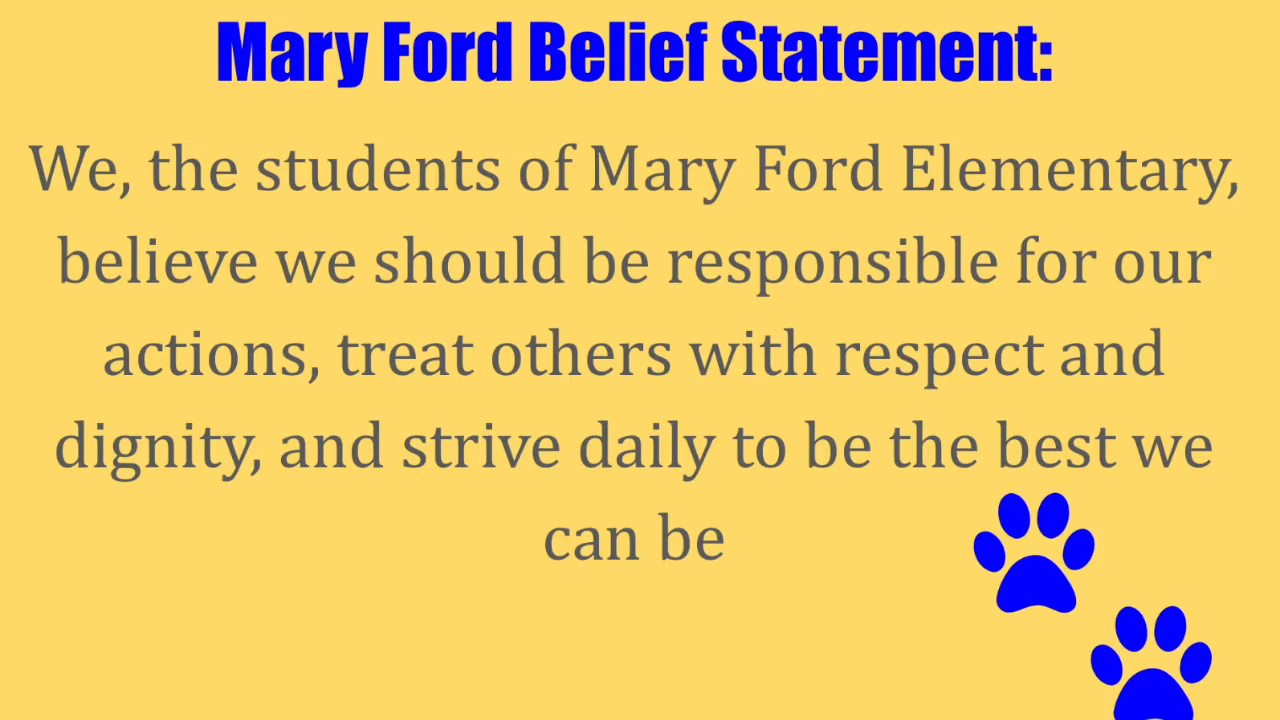 Mary Ford Belief Statement:
We, the students of Mary Ford Elementary,
believe we should be responsible for our
actions, treat others with respect and
dignity, and strive daily to be the best we
can be